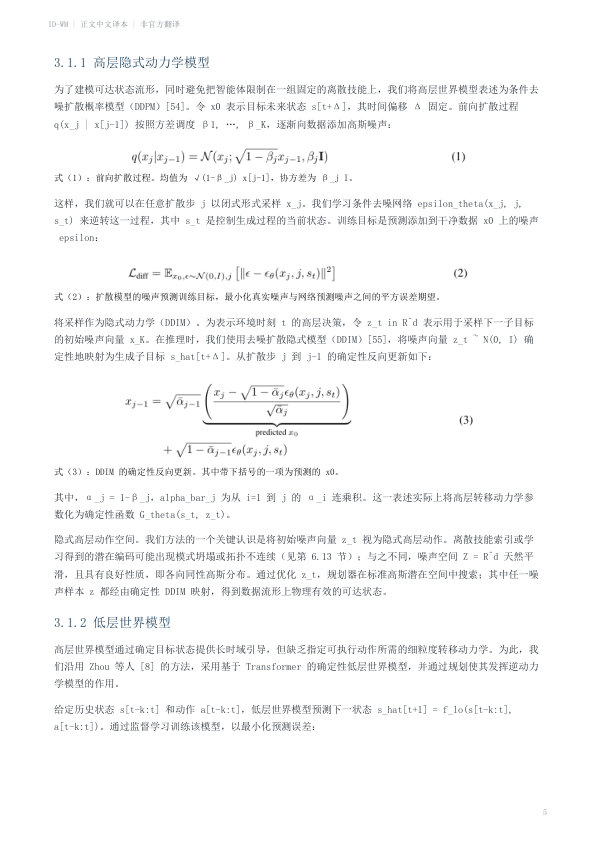 ID-WM | 正文中文译本 | 非官方翻译
3.1.1 高层隐式动力学模型
为了建模可达状态流形，同时避免把智能体限制在一组固定的离散技能上，我们将高层世界模型表述为条件去
噪扩散概率模型（DDPM）[54]。令 x0 表示目标未来状态 s[t+Δ]，其时间偏移 Δ 固定。前向扩散过程
q(x_j | x[j-1]) 按照方差调度 β1, …, β_K，逐渐向数据添加高斯噪声：
q(x_j|x_{j−1}) = N(x_j; √(1 − β_j) x_{j−1}, β_j I) (1)
式（1）：前向扩散过程。均值为 √(1-β_j) x[j-1]，协方差为 β_j I。
这样，我们就可以在任意扩散步 j 以闭式形式采样 x_j。我们学习条件去噪网络 epsilon_theta(x_j, j,
s_t) 来逆转这一过程，其中 s_t 是控制生成过程的当前状态。训练目标是预测添加到干净数据 x0 上的噪声
epsilon：
L_diff = E_{x_0,ϵ∼N(0,I),j} [‖ϵ − ϵ_θ(x_j, j, s_t)‖²] (2)
式（2）：扩散模型的噪声预测训练目标，最小化真实噪声与网络预测噪声之间的平方误差期望。
将采样作为隐式动力学（DDIM）。为表示环境时刻 t 的高层决策，令 z_t in R^d 表示用于采样下一子目标
的初始噪声向量 x_K。在推理时，我们使用去噪扩散隐式模型（DDIM）[55]，将噪声向量 z_t ~ N(0, I) 确
定性地映射为生成子目标 s_hat[t+Δ]。从扩散步 j 到 j-1 的确定性反向更新如下：
x_{j−1} = √ᾱ_{j−1} ( (x_j − √(1 − ᾱ_j) ϵ_θ(x_j, j, s_t)) / √ᾱ_j )
predicted x_0
(3)
+ √(1 − ᾱ_{j−1}) ϵ_θ(x_j, j, s_t)
式（3）：DDIM 的确定性反向更新。其中带下括号的一项为预测的 x0。
其中，α_j = 1-β_j，alpha_bar_j 为从 i=1 到 j 的 α_i 连乘积。这一表述实际上将高层转移动力学参
数化为确定性函数 G_theta(s_t, z_t)。
隐式高层动作空间。我们方法的一个关键认识是将初始噪声向量 z_t 视为隐式高层动作。离散技能索引或学
习得到的潜在编码可能出现模式坍塌或拓扑不连续（见第 6.13 节）；与之不同，噪声空间 Z = R^d 天然平
滑，且具有良好性质，即各向同性高斯分布。通过优化 z_t，规划器在标准高斯潜在空间中搜索；其中任一噪
声样本 z 都经由确定性 DDIM 映射，得到数据流形上物理有效的可达状态。
3.1.2 低层世界模型
高层世界模型通过确定目标状态提供长时域引导，但缺乏指定可执行动作所需的细粒度转移动力学。为此，我
们沿用 Zhou 等人 [8] 的方法，采用基于 Transformer 的确定性低层世界模型，并通过规划使其发挥逆动力
学模型的作用。
给定历史状态 s[t-k:t] 和动作 a[t-k:t]，低层世界模型预测下一状态 s_hat[t+1] = f_lo(s[t-k:t],
a[t-k:t])。通过监督学习训练该模型，以最小化预测误差：
5